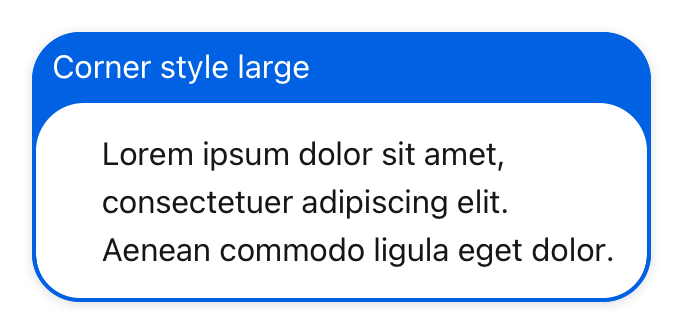 Corner style large
Lorem ipsum dolor sit amet,
consectetuer adipiscing elit.
Aenean commodo ligula eget dolor.